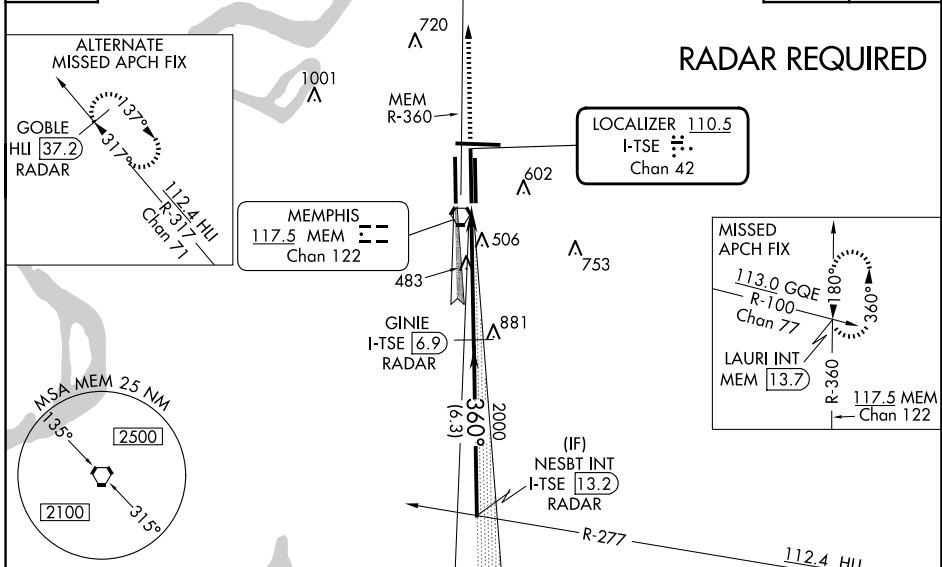 RADAR REQUIRED
720
1001
MEM
R-360
LOCALIZER 110.5
I-TSE
Chan 42
602
ALTERNATE
MISSED APCH FIX
137°
317°
GOBLE
HLI 37.2
RADAR
112.4 HLI
R-317
Chan 71
MEMPHIS
117.5 MEM
Chan 122
506
753
483
GINIE
I-TSE 6.9
RADAR
881
MISSED
APCH FIX
113.0 GQE
R-100
Chan 77
180°
360°
LAURI INT
MEM 13.7
R-360
117.5 MEM
Chan 122
MSA MEM 25 NM
135°
2500
2100
315°
2000
360°
(6.3)
(IF)
NESBT INT
I-TSE 13.2
RADAR
R-277
112.4 HLI